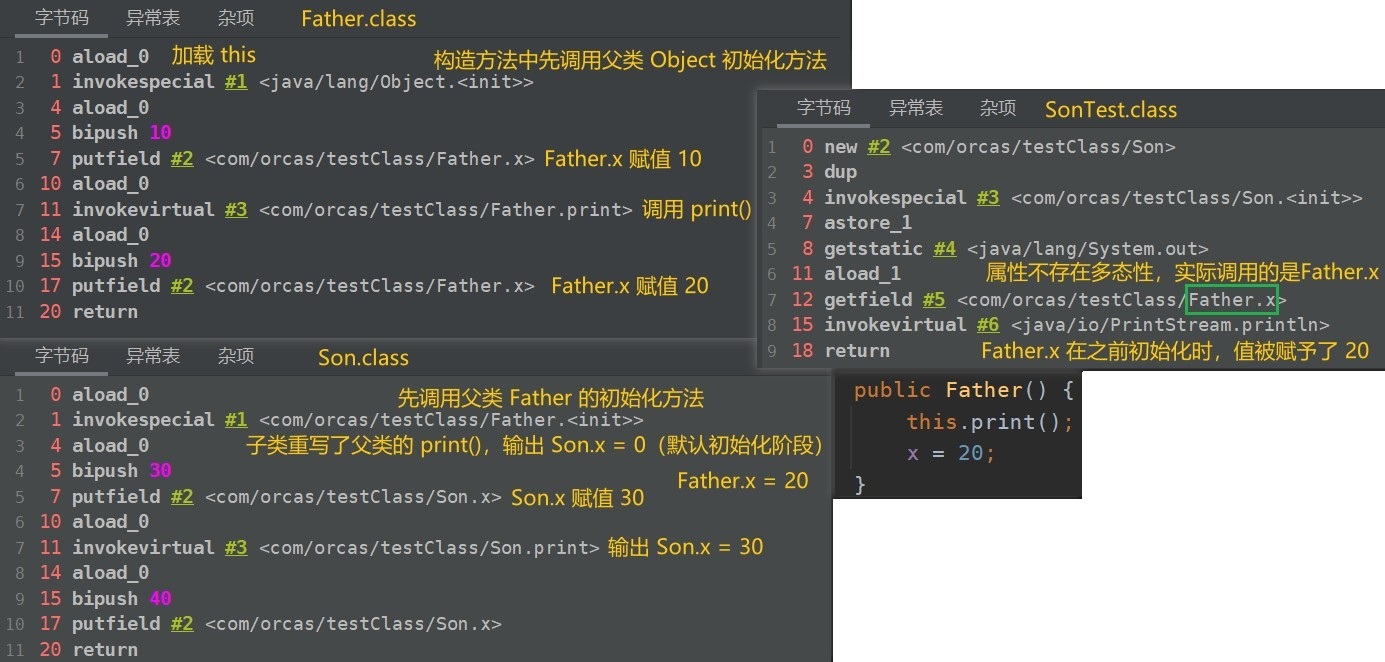 字节码 异常表 杂项 Father.class
1 0 aload_0 加载 this 构造方法中先调用父类 Object 初始化方法
2 1 invokespecial #1 <java/lang/Object.<init>>
3 4 aload_0
4 5 bipush 10
5 7 putfield #2 <com/orcas/testClass/Father.x> Father.x 赋值 10
6 10 aload_0
7 11 invokevirtual #3 <com/orcas/testClass/Father.print> 调用 print()
8 14 aload_0
9 15 bipush 20
10 17 putfield #2 <com/orcas/testClass/Father.x> Father.x 赋值 20
11 20 return
字节码 异常表 杂项 Son.class
1 0 aload_0 先调用父类 Father 的初始化方法
2 1 invokespecial #1 <com/orcas/testClass/Father.<init>>
3 4 aload_0 子类重写了父类的 print()，输出 Son.x = 0（默认初始化阶段）
4 5 bipush 30 Father.x = 20
5 7 putfield #2 <com/orcas/testClass/Son.x> Son.x 赋值 30
6 10 aload_0
7 11 invokevirtual #3 <com/orcas/testClass/Son.print> 输出 Son.x = 30
8 14 aload_0
9 15 bipush 40
10 17 putfield #2 <com/orcas/testClass/Son.x>
11 20 return
字节码 异常表 杂项 SonTest.class
1 0 new #2 <com/orcas/testClass/Son>
2 3 dup
3 4 invokespecial #3 <com/orcas/testClass/Son.<init>>
4 7 astore_1
5 8 getstatic #4 <java/lang/System.out>
6 11 aload_1 属性不存在多态性，实际调用的是Father.x
7 12 getfield #5 <com/orcas/testClass/Father.x>
8 15 invokevirtual #6 <java/io/PrintStream.println>
9 18 return Father.x 在之前初始化时，值被赋予了 20
public Father() {
this.print();
x = 20;
}